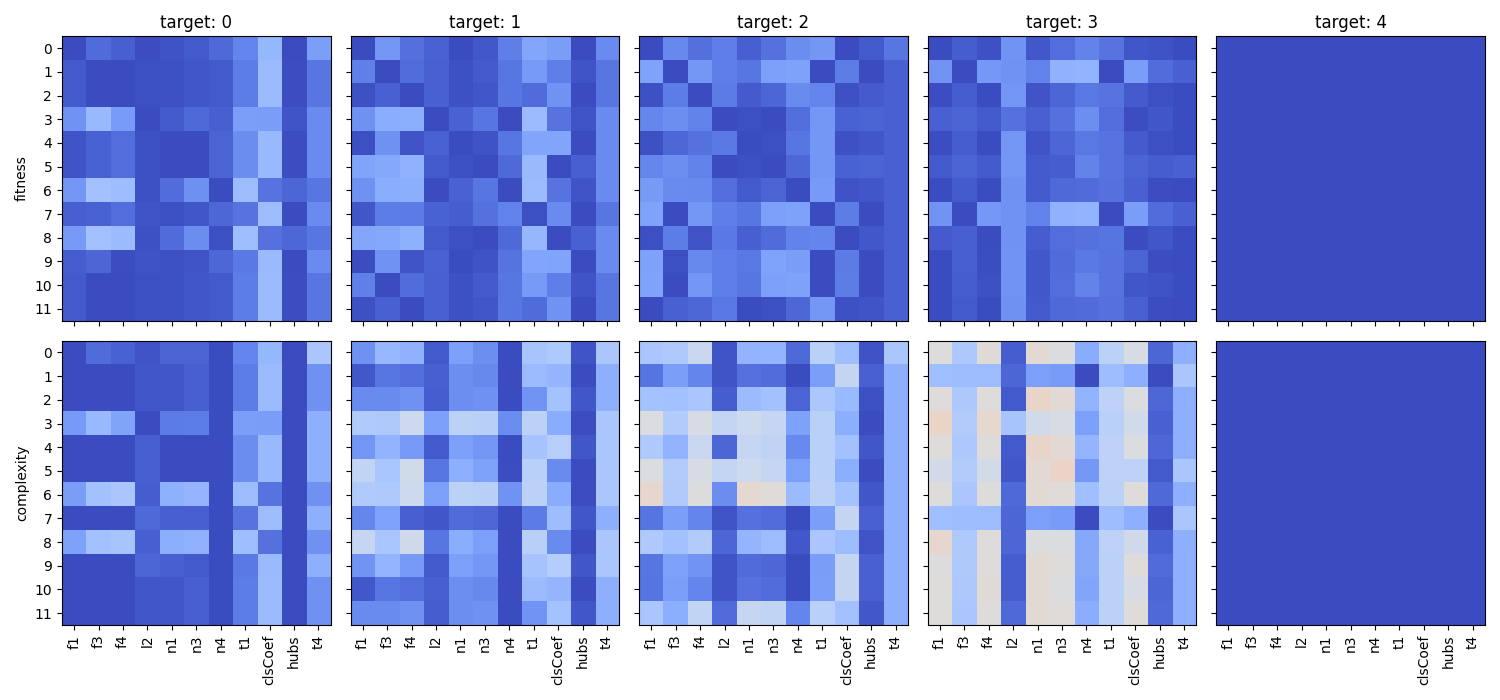 target: 0
target: 1
target: 2
target: 3
target: 4
fitness
0
1
2
3
4
5
6
7
8
9
10
11
complexity
0
1
2
3
4
5
6
7
8
9
10
11
f1 f3 f4 l2 n1 n3 n4 t1 clsCoef hubs t4
f1 f3 f4 l2 n1 n3 n4 t1 clsCoef hubs t4
f1 f3 f4 l2 n1 n3 n4 t1 clsCoef hubs t4
f1 f3 f4 l2 n1 n3 n4 t1 clsCoef hubs t4
f1 f3 f4 l2 n1 n3 n4 t1 clsCoef hubs t4